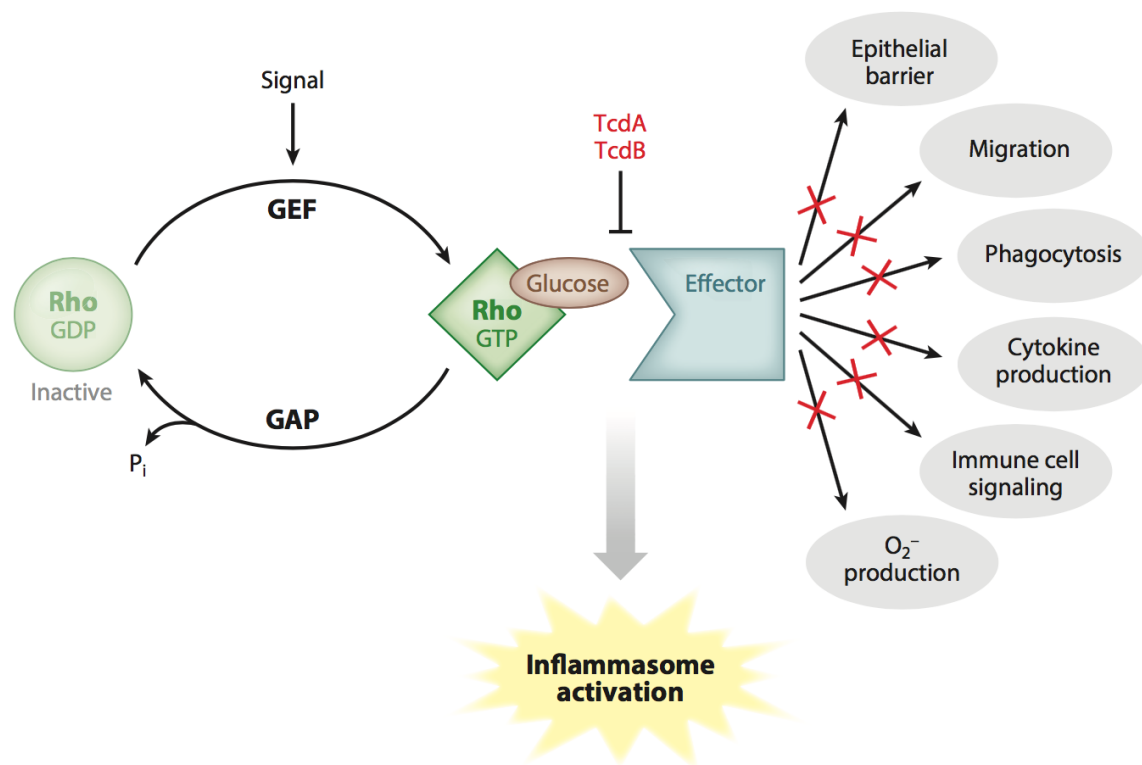 Epithelial
barrier
Signal
TcdA
TcdB
Migration
GEF
Phagocytosis
Glucose
Effector
Rho
GDP
Rho
GTP
Inactive
Cytokine
production
GAP
Pi
Immune cell
signaling
O₂⁻
production
Inflammasome
activation